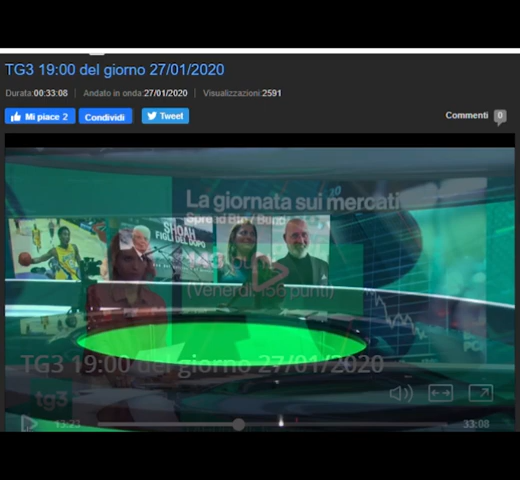 TG3 19:00 del giorno 27/01/2020
Durata:00:33:08 | Andato in onda:27/01/2020 | Visualizzazioni:2591
Mi piace 2 Condividi Tweet Commenti 0
La giornata sui mercati
Spread Btp / Bund
SHOAH
143
(Venerdì: 156 punti)
TG3 19:00 del giorno 27/01/2020
tg3
13:23 33:08